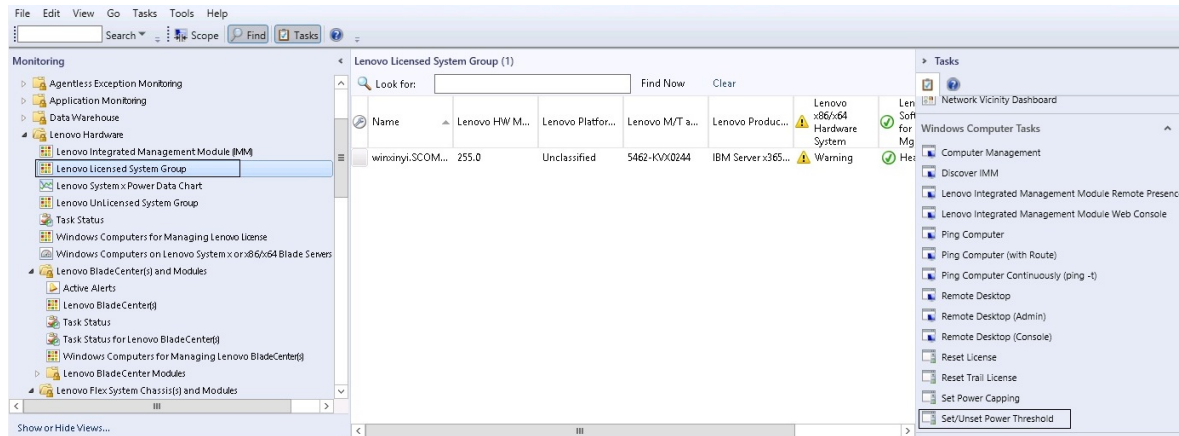 File Edit View Go Tasks Tools Help
Search Scope Find Tasks
Monitoring
Agentless Exception Monitoring
Application Monitoring
Data Warehouse
Lenovo Hardware
Lenovo Integrated Management Module (IMM)
Lenovo Licensed System Group
Lenovo System x Power Data Chart
Lenovo UnLicensed System Group
Task Status
Windows Computers for Managing Lenovo License
Windows Computers on Lenovo System x or x86/x64 Blade Servers
Lenovo BladeCenter(s) and Modules
Active Alerts
Lenovo BladeCenter(s)
Task Status
Task Status for Lenovo BladeCenter(s)
Windows Computers for Managing Lenovo BladeCenter(s)
Lenovo BladeCenter Modules
Lenovo Flex System Chassis(s) and Modules
Show or Hide Views...
Lenovo Licensed System Group (1)
Look for: Find Now Clear
Name Lenovo HW M... Lenovo Platfor... Lenovo M/T a... Lenovo Produc...
Lenovo
x86/x64
Hardware
System
Len
Soft
for
Mg
winxinyi.SCOM... 255.0 Unclassified 5462-KVX0244 IBM Server x365... Warning Hea
Tasks
Network Vicinity Dashboard
Windows Computer Tasks
Computer Management
Discover IMM
Lenovo Integrated Management Module Remote Presenc
Lenovo Integrated Management Module Web Console
Ping Computer
Ping Computer (with Route)
Ping Computer Continuously (ping -t)
Remote Desktop
Remote Desktop (Admin)
Remote Desktop (Console)
Reset License
Reset Trail License
Set Power Capping
Set/Unset Power Threshold